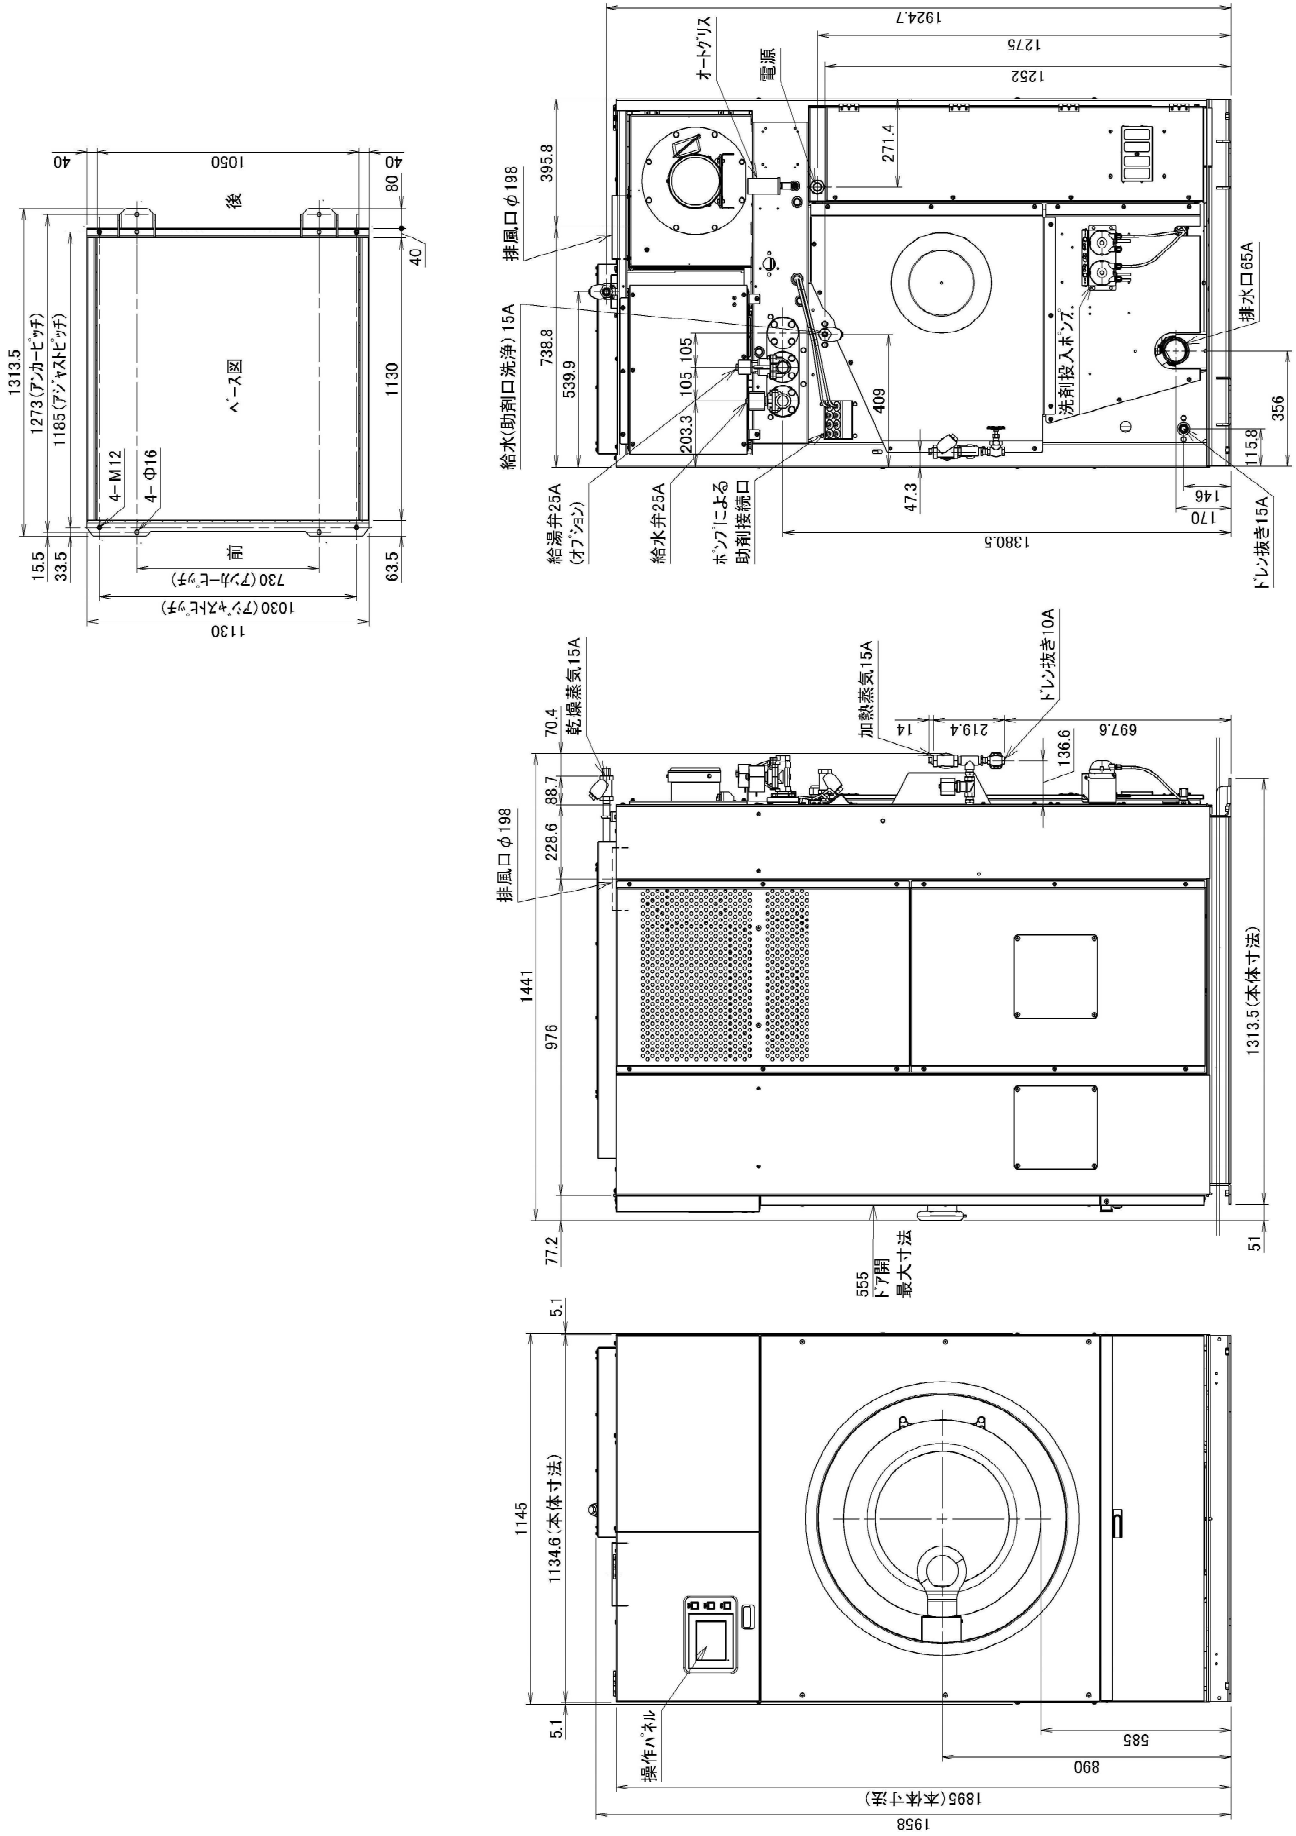 1313.5
1273(アンカーピッチ)
1185(アジャストピッチ)
40
1050
40
80
40
後
ベース図
1130
4-M12
4-Φ16
15.5
33.5
63.5
前
730(アンカーピッチ)
1030(アジャストピッチ)
1130
1924.7
1275
1252
オートグリス
電源
395.8
271.4
排風口φ198
738.8
539.9
給水(助剤口洗浄)15A
105
105
203.3
409
給湯弁25A
(オプション)
給水弁25A
ポンプによる
助剤接続口
47.3
洗剤投入ポンプ
排水口65A
356
115.8
146
170
1380.5
ドレン抜き15A
乾燥蒸気15A
70.4
88.7
228.6
排風口φ198
1441
976
77.2
加熱蒸気15A
ドレン抜き10A
14
219.4
697.6
136.6
1313.5(本体寸法)
51
555
ドア開
最大寸法
5.1
1145
1134.6(本体寸法)
5.1
操作パネル
585
890
1895(本体寸法)
1958